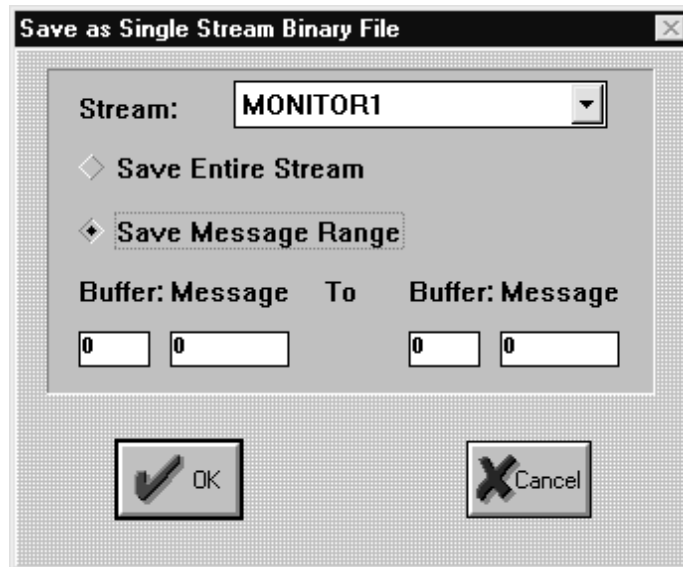 Save as Single Stream Binary File
Stream: MONITOR1
Save Entire Stream
Save Message Range
Buffer: Message To Buffer: Message
0 0 0 0
OK Cancel